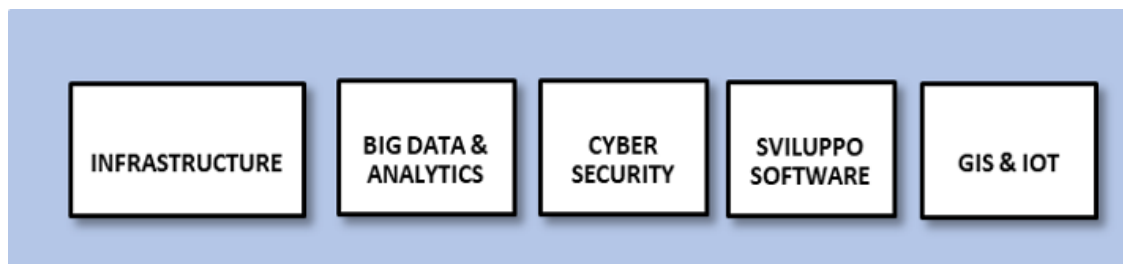 INFRASTRUCTURE
BIG DATA &
ANALYTICS
CYBER
SECURITY
SVILUPPO
SOFTWARE
GIS & IOT